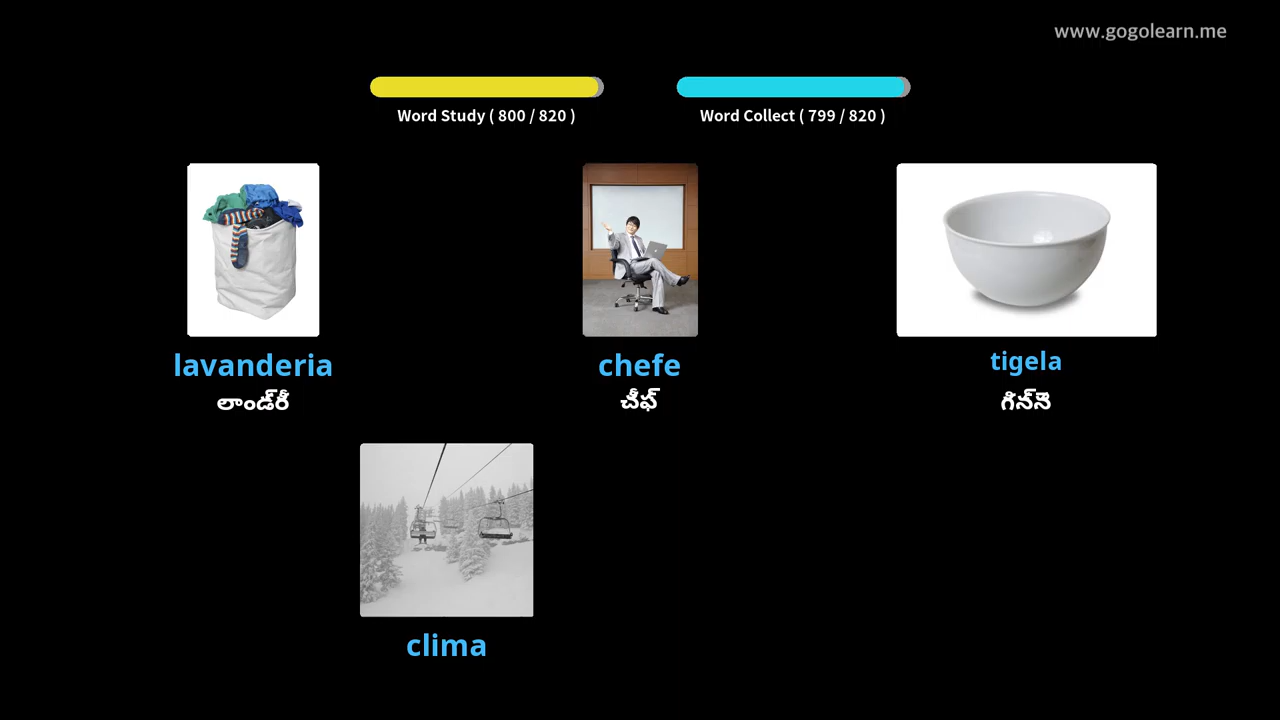 www.gogolearn.me
Word Study ( 800 / 820 )
Word Collect ( 799 / 820 )
lavanderia
chefe
tigela
లాండ్రీ
చీఫ్
గిన్నె
clima